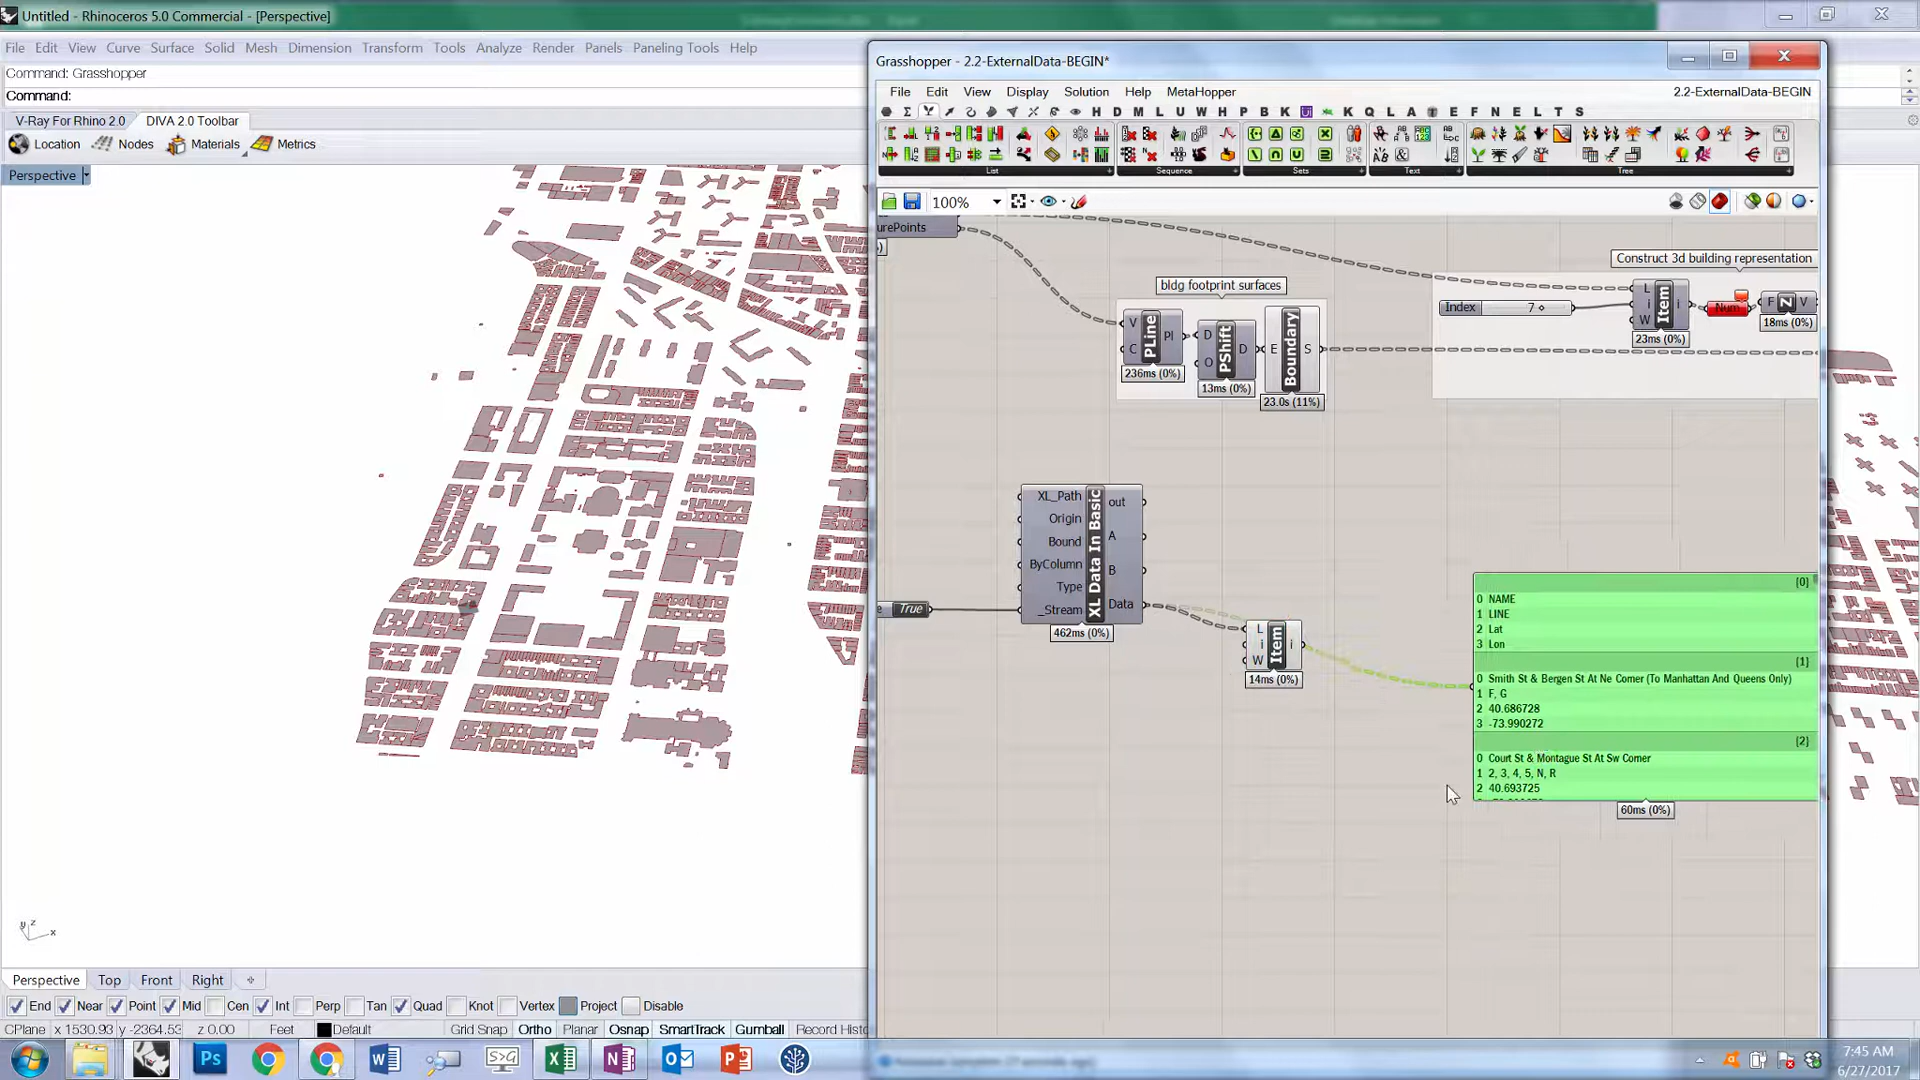 Untitled - Rhinoceros 5.0 Commercial - [Perspective]
File Edit View Curve Surface Solid Mesh Dimension Transform Tools Analyze Render Panels Paneling Tools Help
Command: Grasshopper
Command:
V-Ray For Rhino 2.0 DIVA 2.0 Toolbar
Location Nodes Materials Metrics
Perspective
Grasshopper - 2.2-ExternalData-BEGIN*
File Edit View Display Solution Help MetaHopper
2.2-ExternalData-BEGIN
H D M L U W H P B K K Q L A E F N E L T S
List Sequence Sets Text Tree
100%
urePoints
bldg footprint surfaces
V C PLine Pl
236ms (0%)
D O PShift D
13ms (0%)
E Boundary S
23.0s (11%)
Construct 3d building representation
Index 7
L i W Item i
23ms (0%)
Num
F N V
18ms (0%)
XL_Path
Origin
Bound
ByColumn
Type
_Stream
XL Data In Basic
out
A
B
Data
462ms (0%)
e True
L i W Item i
14ms (0%)
{0}
0 NAME
1 LINE
2 Lat
3 Lon
{1}
0 Smith St & Bergen St At Ne Corner (To Manhattan And Queens Only)
1 F, G
2 40.686728
3 -73.990272
{2}
0 Court St & Montague St At Sw Corner
1 2, 3, 4, 5, N, R
2 40.693725
60ms (0%)
y z x
Perspective Top Front Right
End Near Point Mid Cen Int Perp Tan Quad Knot Vertex Project Disable
CPlane x 1530.93 y -2364.53 z 0.00 Feet Default Grid Snap Ortho Planar Osnap SmartTrack Gumball Record Histo
7:45 AM
6/27/2017